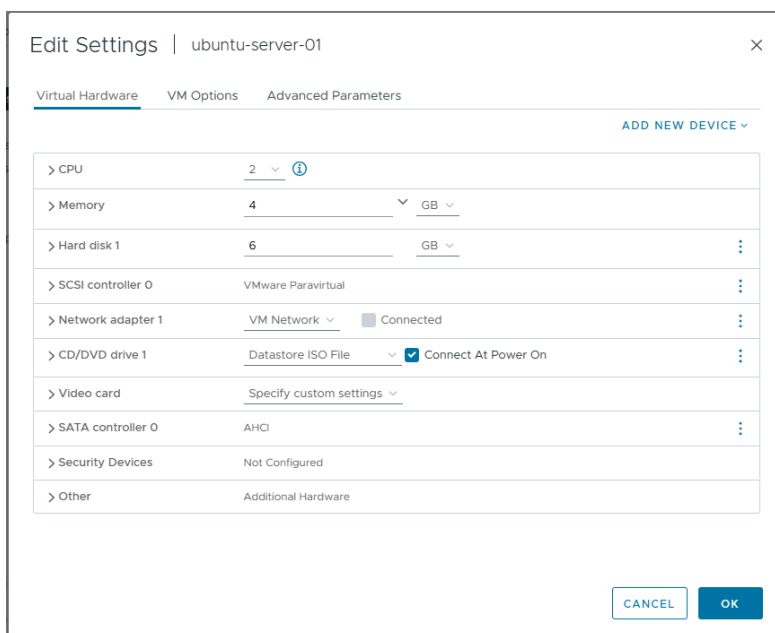 Edit Settings | ubuntu-server-01
Virtual Hardware VM Options Advanced Parameters
ADD NEW DEVICE
CPU 2
Memory 4 GB
Hard disk 1 6 GB
SCSI controller 0 VMware Paravirtual
Network adapter 1 VM Network Connected
CD/DVD drive 1 Datastore ISO File Connect At Power On
Video card Specify custom settings
SATA controller 0 AHCI
Security Devices Not Configured
Other Additional Hardware
CANCEL OK